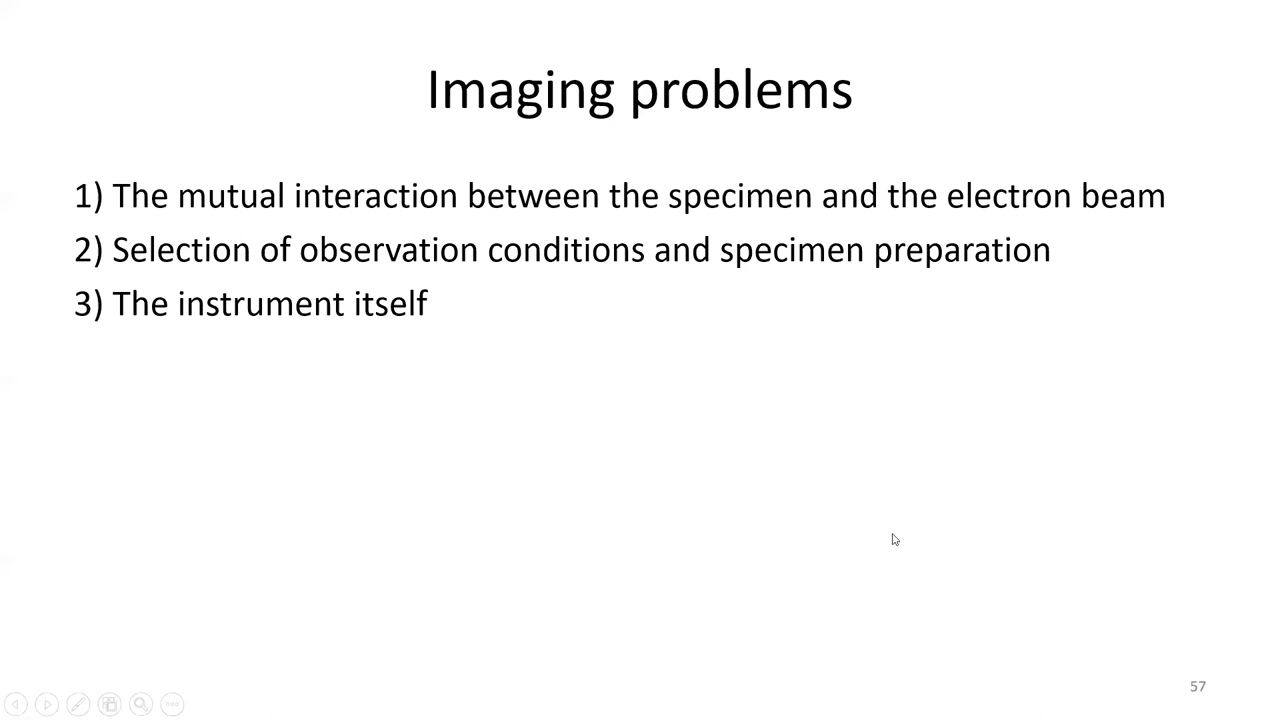 Imaging problems
1) The mutual interaction between the specimen and the electron beam
2) Selection of observation conditions and specimen preparation
3) The instrument itself
57